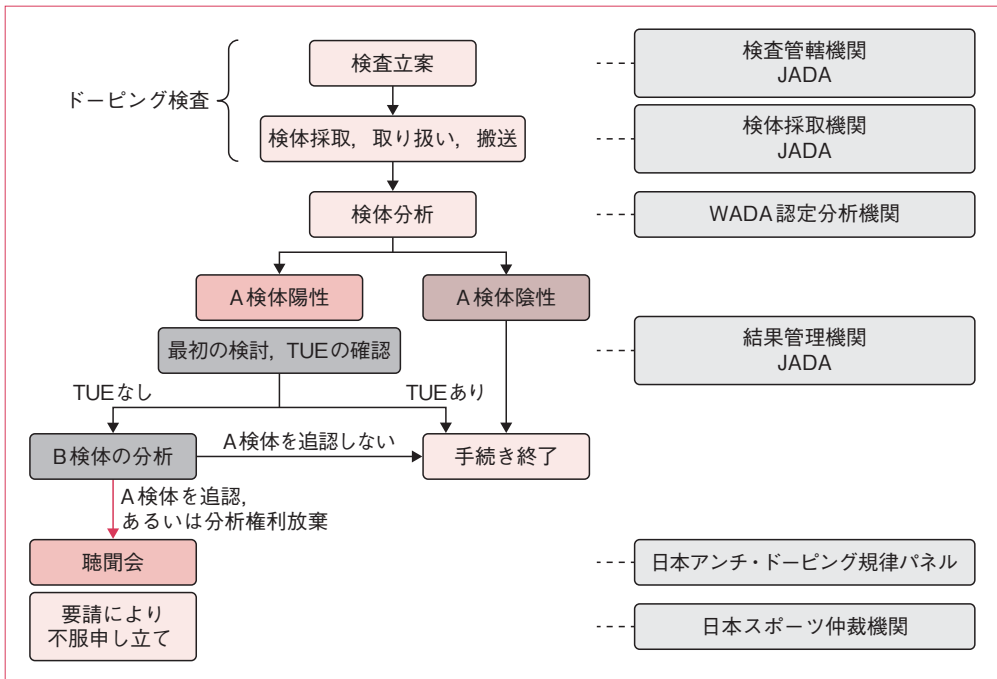 検査立案
ドーピング検査
検体採取，取り扱い，搬送
検体分析
A検体陽性
A検体陰性
最初の検討，TUEの確認
TUEなし
TUEあり
B検体の分析
A検体を追認しない
手続き終了
A検体を追認，
あるいは分析権利放棄
聴聞会
要請により
不服申し立て
検査管轄機関
JADA
検体採取機関
JADA
WADA認定分析機関
結果管理機関
JADA
日本アンチ・ドーピング規律パネル
日本スポーツ仲裁機関